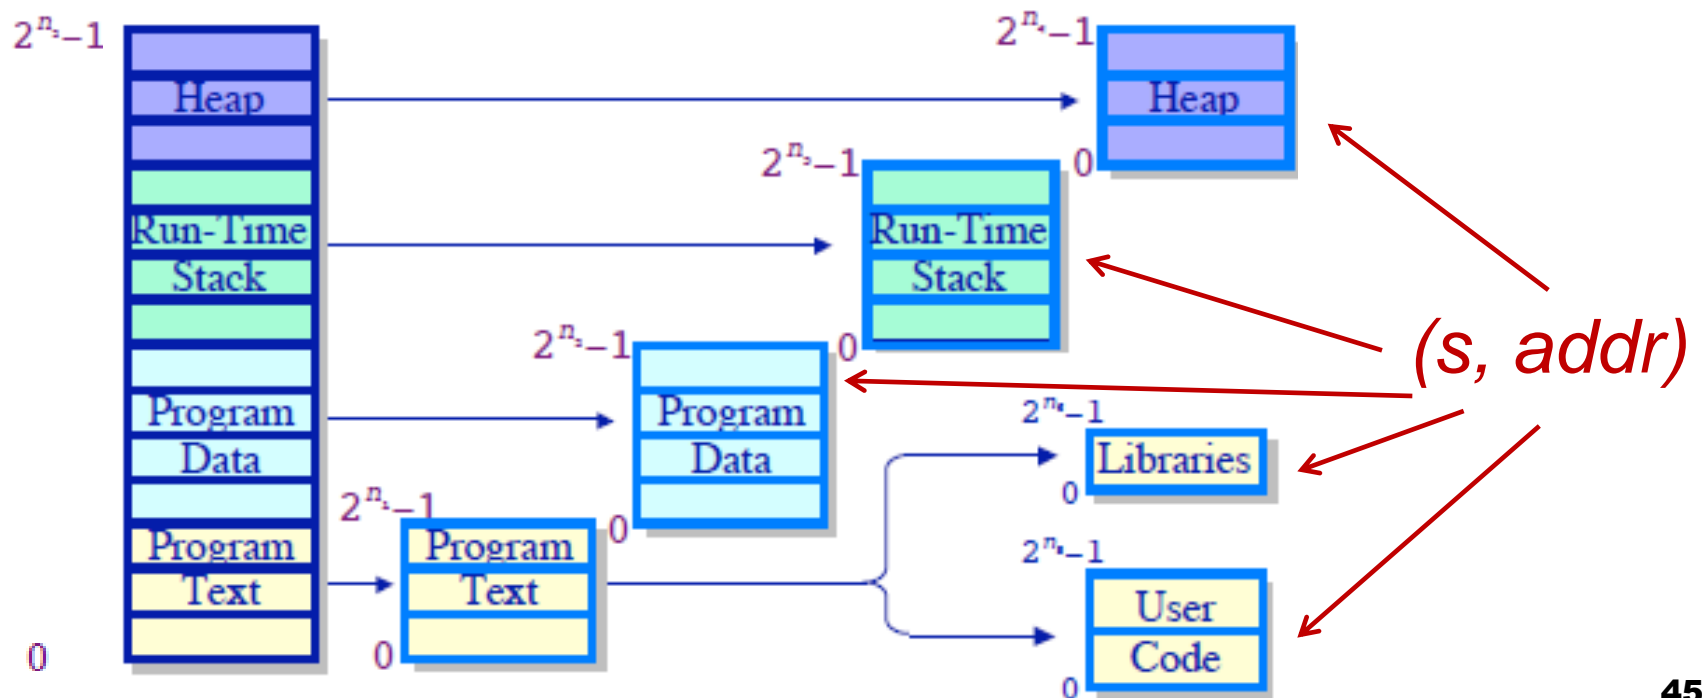 2^n–1
Heap
Run-Time
Stack
Program
Data
Program
Text
0
2^n–1
Program
Text
0
2^n–1
Program
Data
0
2^n–1
Run-Time
Stack
0
2^n–1
Heap
0
(s, addr)
2^n–1
Libraries
0
2^n–1
User
Code
0
45